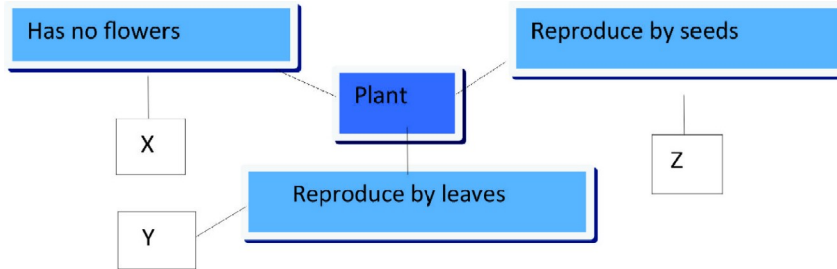 Has no flowers
Reproduce by seeds
Plant
X
Z
Reproduce by leaves
Y